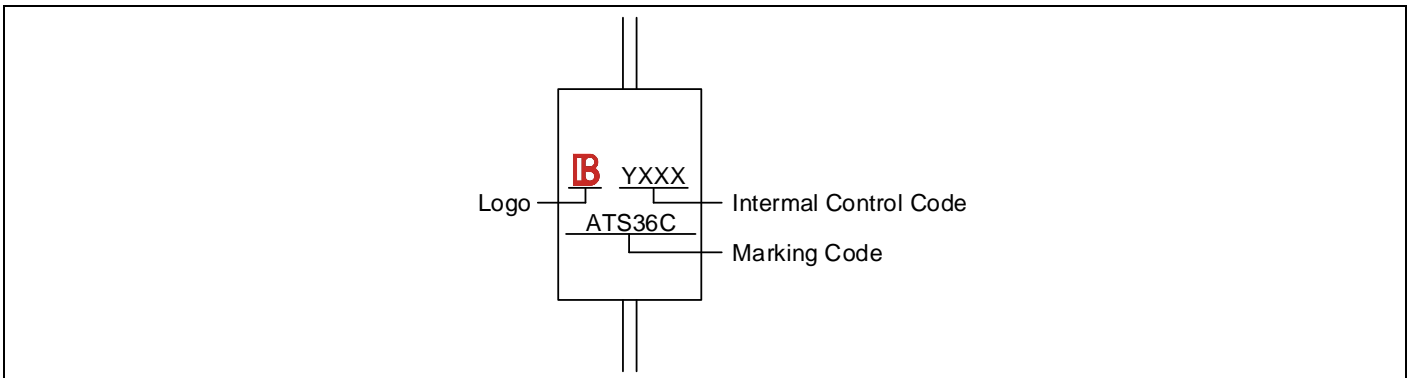 B YXXX
Logo
Intermal Control Code
ATS36C
Marking Code